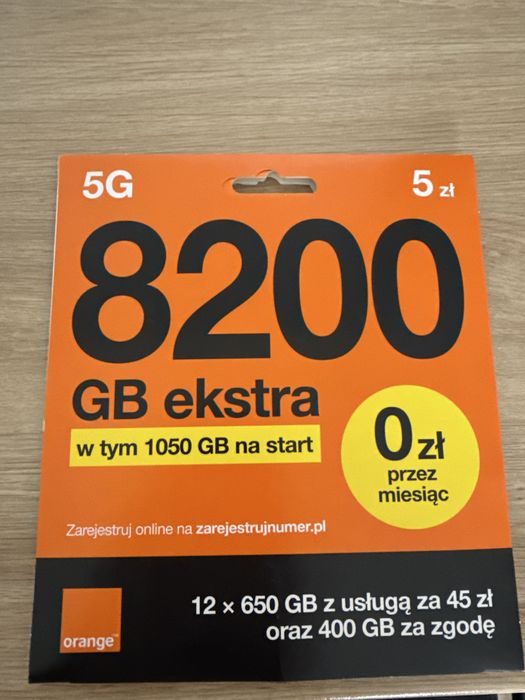 5G
5 zł
8200
GB ekstra
w tym 1050 GB na start
0 zł
przez
miesiąc
Zarejestruj online na zarejestrujnumer.pl
12 × 650 GB z usługą za 45 zł
oraz 400 GB za zgodę
orange™